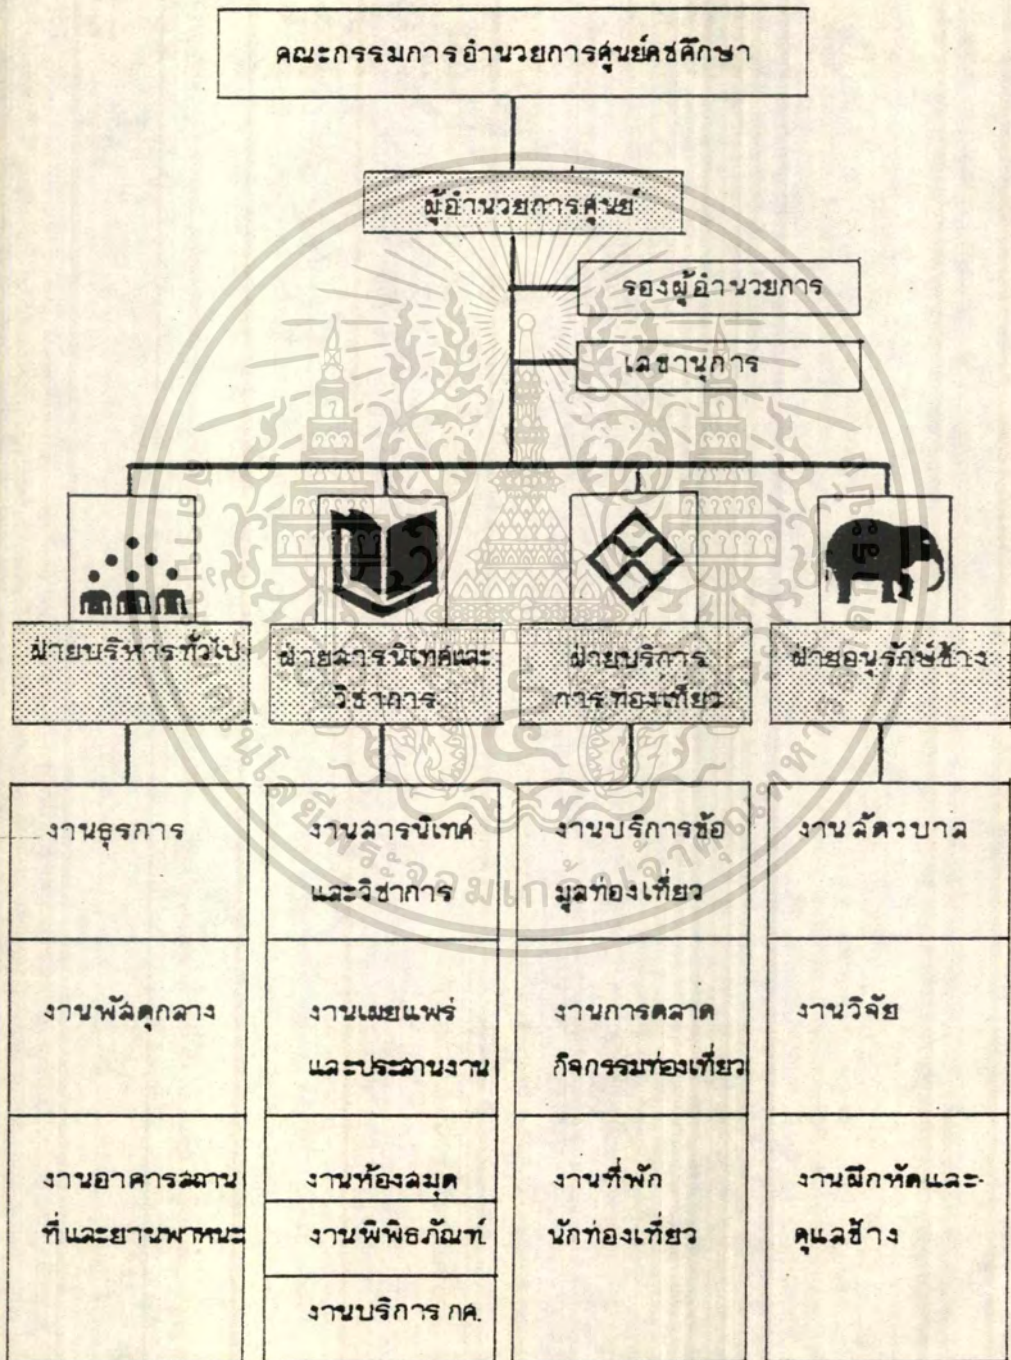 คณะกรรมการอำนวยการศูนย์คชศึกษา
ผู้อำนวยการศูนย์
รองผู้อำนวยการ
เลขานุการ
ฝ่ายบริหารทั่วไป
ฝ่ายสารนิเทศและ
วิชาการ
ฝ่ายบริการ
การท่องเที่ยว
ฝ่ายอนุรักษ์ช้าง
งานธุรการ
งานพัสดุกลาง
งานอาคารสถาน
ที่และยานพาหนะ
งานสารนิเทศ
และวิชาการ
งานเผยแพร่
และประสานงาน
งานห้องสมุด
งานพิพิธภัณฑ์
งานบริการ กศ.
งานบริการข้อ
มูลท่องเที่ยว
งานการตลาด
กิจกรรมท่องเที่ยว
งานที่พัก
นักท่องเที่ยว
งานสัตวบาล
งานวิจัย
งานฝึกหัดและ
ดูแลช้าง